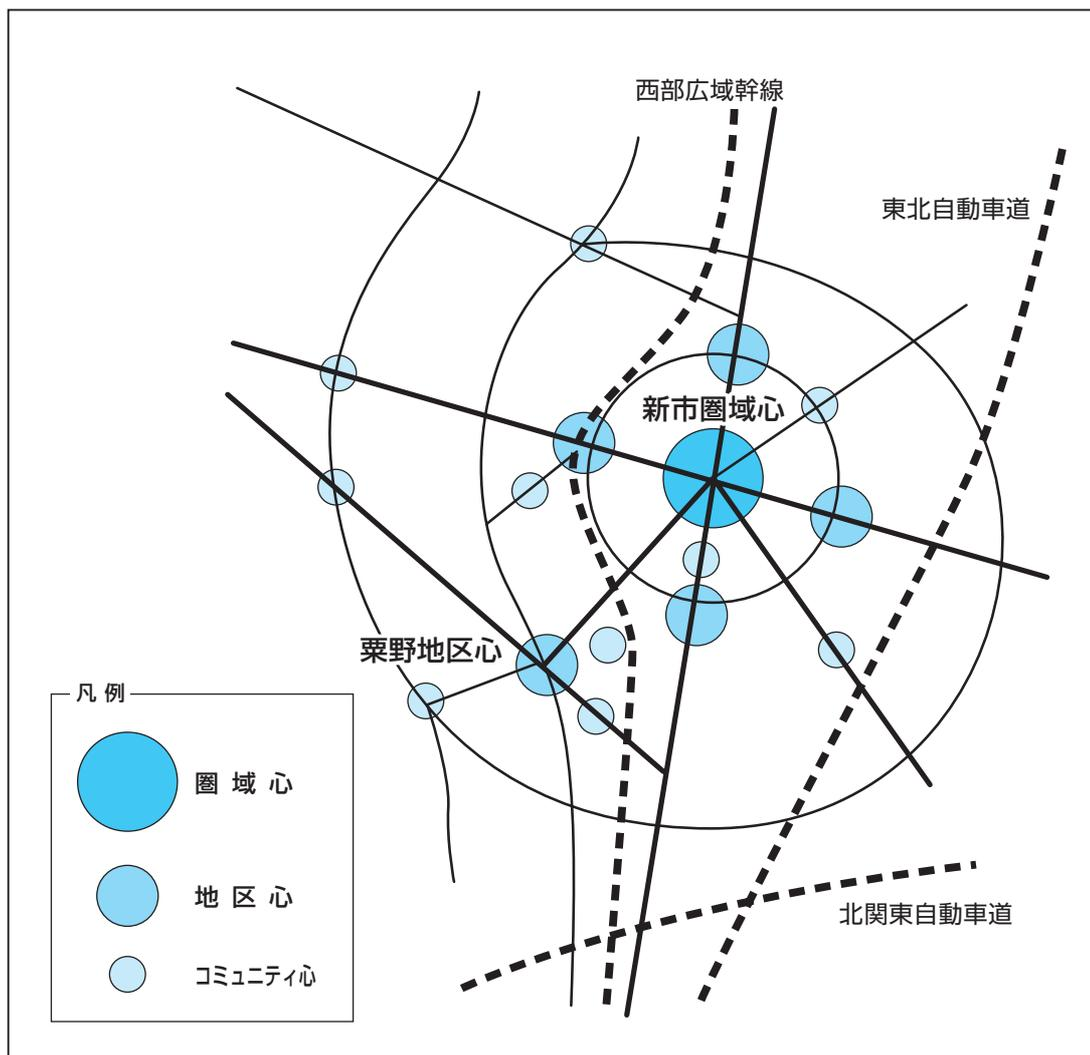 西部広域幹線
東北自動車道
新市圏域心
粟野地区心
凡例
圏域心
地区心
コミュニティ心
北関東自動車道